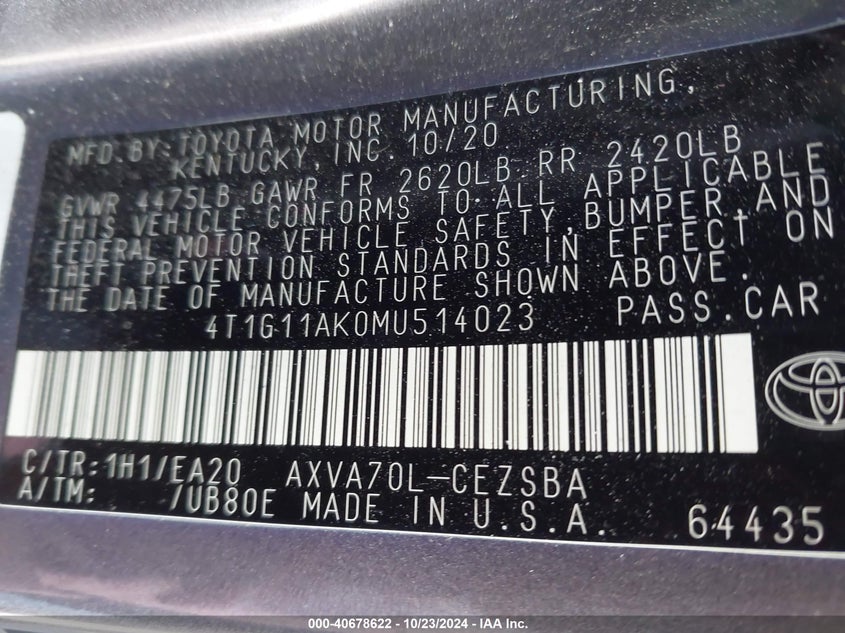 MFD.BY:TOYOTA MOTOR MANUFACTURING,
KENTUCKY, INC. 10/20
GVWR 4475LB GAWR FR 2620LB RR 2420LB
THIS VEHICLE CONFORMS TO ALL APPLICABLE
FEDERAL MOTOR VEHICLE SAFETY,BUMPER,AND
THEFT PREVENTION STANDARDS IN EFFECT ON
THE DATE OF MANUFACTURE SHOWN ABOVE.
4T1G11AK0MU514023 PASS.CAR
C/TR:1H1/EA20 AXVA70L-CEZSBA
A/TM: /UB80E MADE IN U.S.A. 64435
000-40678622 - 10/23/2024 - IAA Inc.